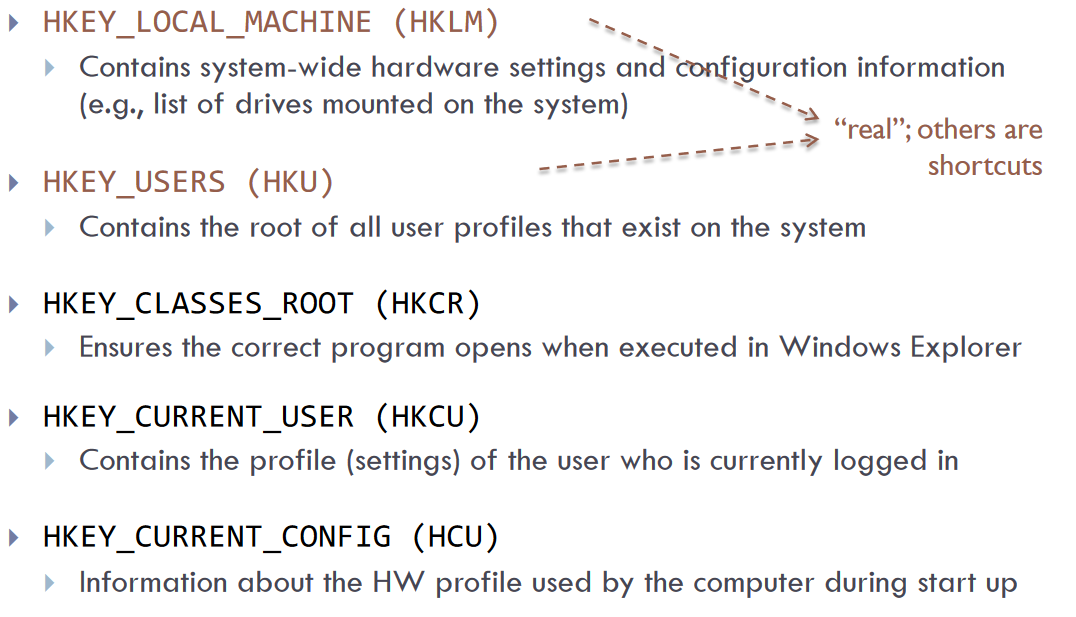 HKEY_LOCAL_MACHINE (HKLM)
Contains system-wide hardware settings and configuration information
(e.g., list of drives mounted on the system)
“real”; others are
shortcuts
HKEY_USERS (HKU)
Contains the root of all user profiles that exist on the system
HKEY_CLASSES_ROOT (HKCR)
Ensures the correct program opens when executed in Windows Explorer
HKEY_CURRENT_USER (HKCU)
Contains the profile (settings) of the user who is currently logged in
HKEY_CURRENT_CONFIG (HCU)
Information about the HW profile used by the computer during start up